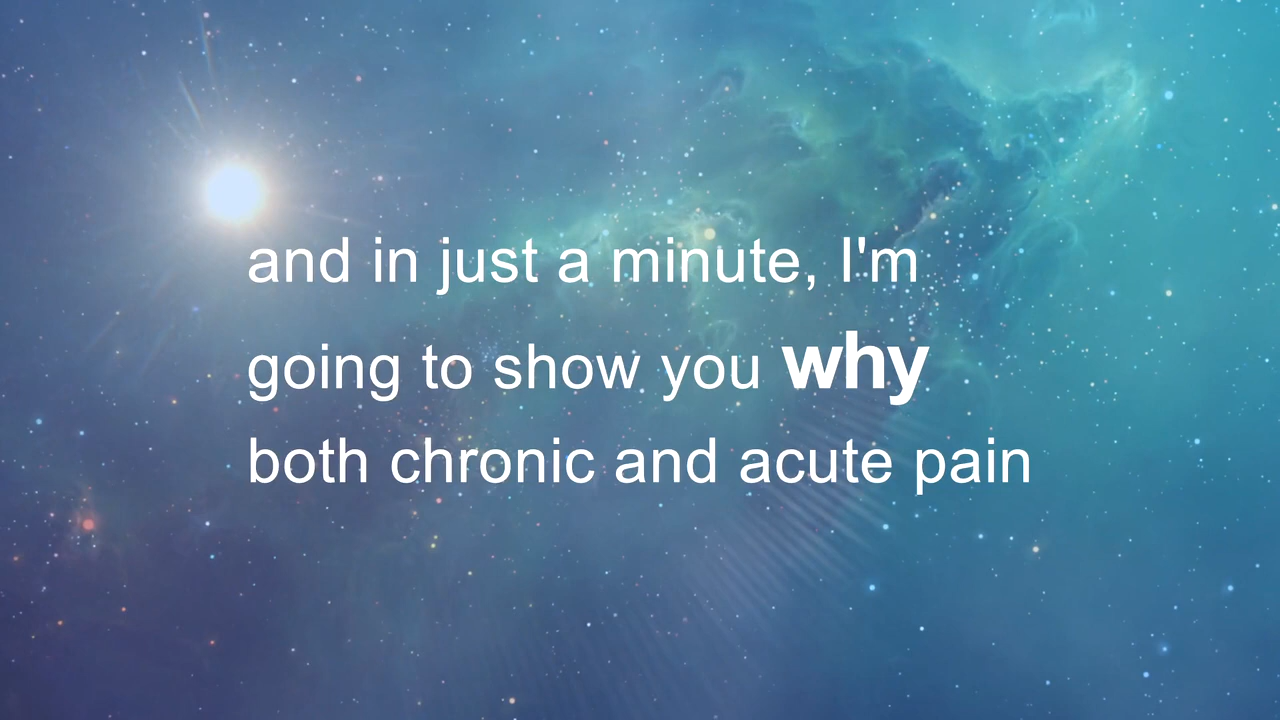 and in just a minute, I'm
going to show you why
both chronic and acute pain